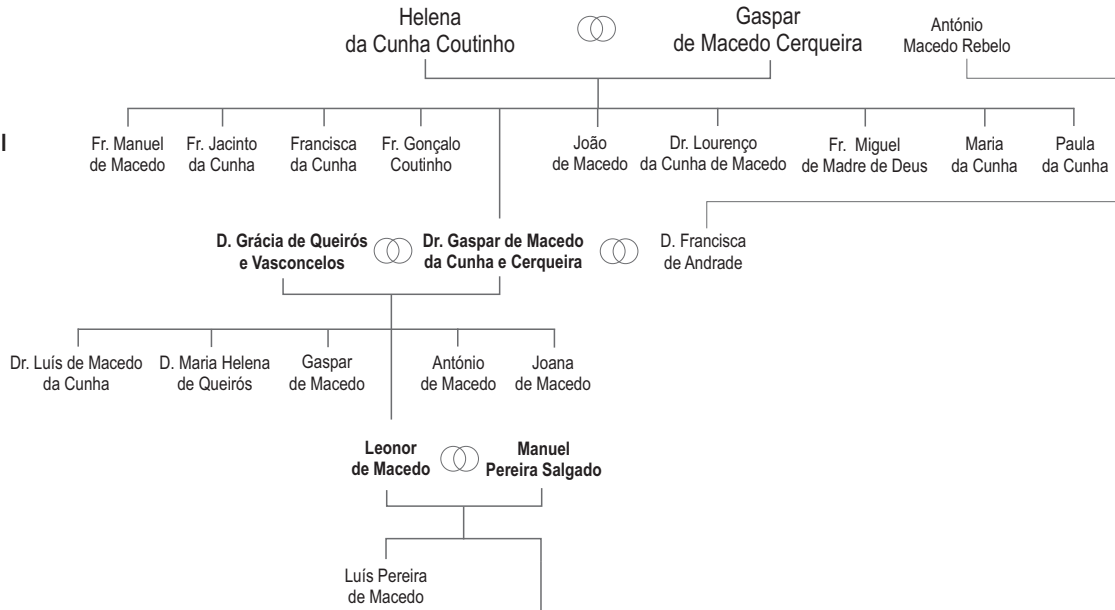 Helena
da Cunha Coutinho
Gaspar
de Macedo Cerqueira
António
Macedo Rebelo
l
Fr. Manuel
de Macedo
Fr. Jacinto
da Cunha
Francisca
da Cunha
Fr. Gonçalo
Coutinho
João
de Macedo
Dr. Lourenço
da Cunha de Macedo
Fr. Miguel
de Madre de Deus
Maria
da Cunha
Paula
da Cunha
D. Grácia de Queirós
e Vasconcelos
Dr. Gaspar de Macedo
da Cunha e Cerqueira
D. Francisca
de Andrade
Dr. Luís de Macedo
da Cunha
D. Maria Helena
de Queirós
Gaspar
de Macedo
António
de Macedo
Joana
de Macedo
Leonor
de Macedo
Manuel
Pereira Salgado
Luís Pereira
de Macedo